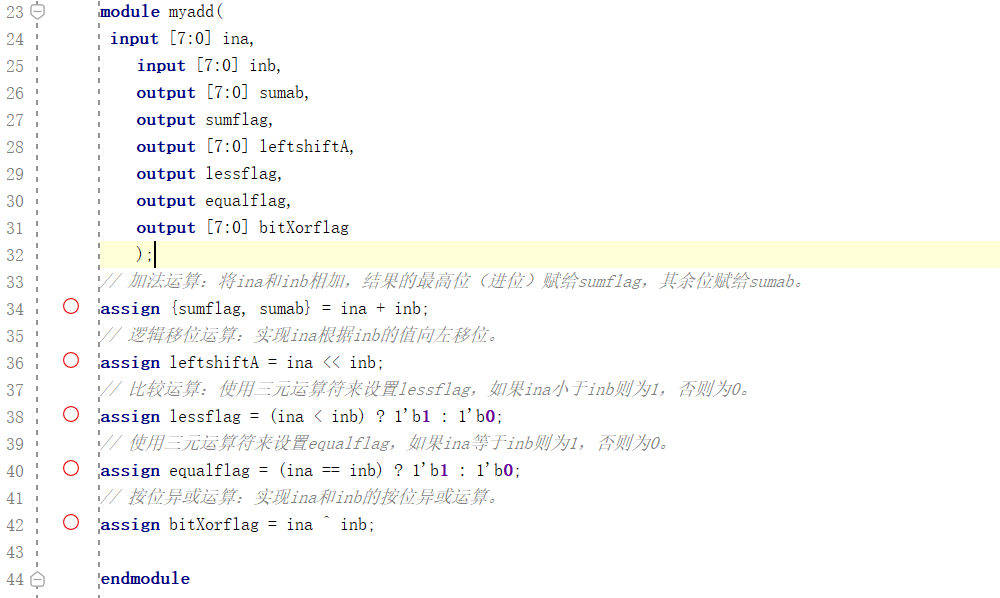 23 module myadd(
24 input [7:0] ina,
25 input [7:0] inb,
26 output [7:0] sumab,
27 output sumflag,
28 output [7:0] leftshiftA,
29 output lessflag,
30 output equalflag,
31 output [7:0] bitXorflag
32 );
33 // 加法运算：将ina和inb相加，结果的最高位（进位）赋给sumflag，其余位赋给sumab。
34 assign {sumflag, sumab} = ina + inb;
35 // 逻辑移位运算：实现ina根据inb的值向左移位。
36 assign leftshiftA = ina << inb;
37 // 比较运算：使用三元运算符来设置lessflag，如果ina小于inb则为1，否则为0。
38 assign lessflag = (ina < inb) ? 1'b1 : 1'b0;
39 // 使用三元运算符来设置equalflag，如果ina等于inb则为1，否则为0。
40 assign equalflag = (ina == inb) ? 1'b1 : 1'b0;
41 // 按位异或运算：实现ina和inb的按位异或运算。
42 assign bitXorflag = ina ^ inb;
43
44 endmodule